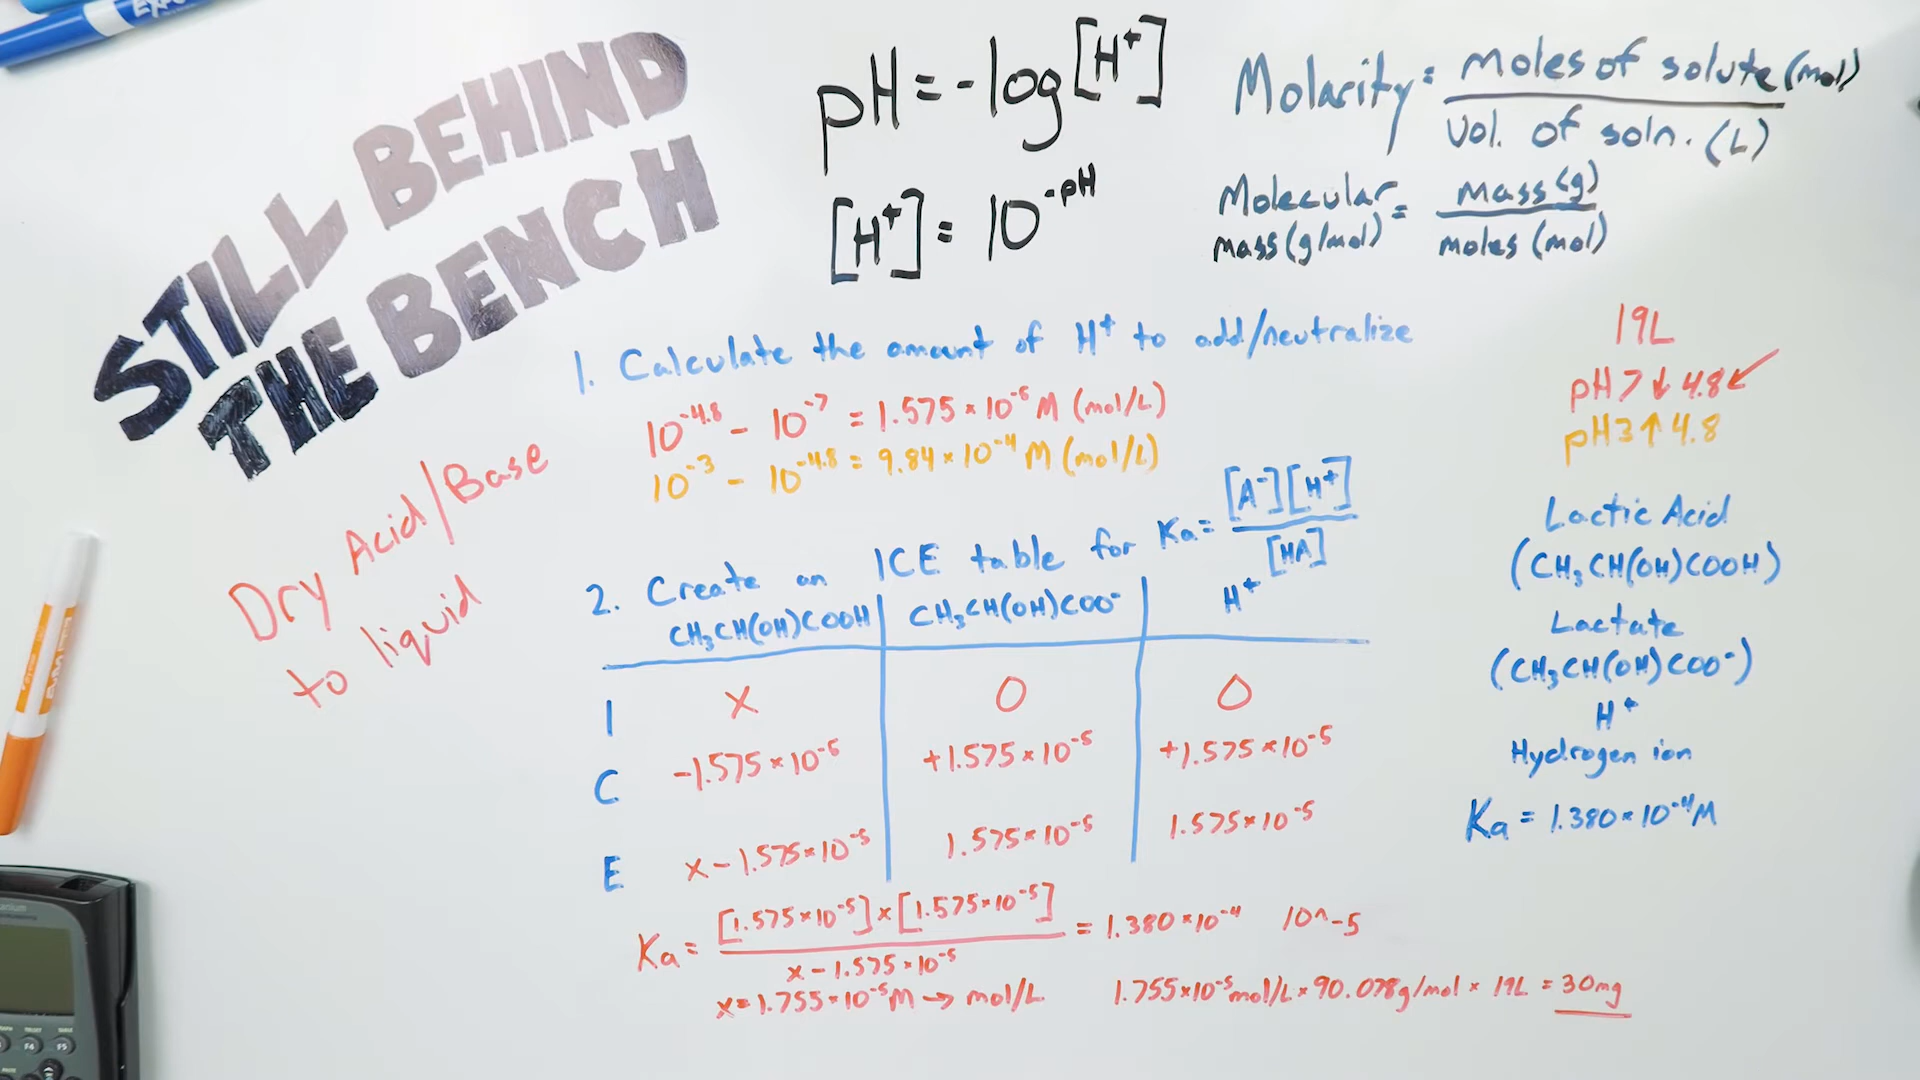 EXPO
STILL BEHIND
THE BENCH
pH = -log[H⁺]
[H⁺] = 10^-pH
Molarity = Moles of solute (mol)
Vol. of soln. (L)
Molecular mass (g/mol) = Mass (g)
moles (mol)
1. Calculate the amount of H⁺ to add/neutralize
10^-4.8 - 10^-7 = 1.575 × 10^-5 M (mol/L)
10^-3 - 10^-4.8 = 9.84 × 10^-4 M (mol/L)
19L
pH 7 ↓ 4.8 ↙
pH 3 ↑ 4.8
Dry Acid/Base
to liquid
2. Create an ICE table for Ka = [A⁻][H⁺]
[HA]
CH₃CH(OH)COOH | CH₃CH(OH)COO⁻ | H⁺
I x 0 0
C -1.575 × 10^-5 +1.575 × 10^-5 +1.575 × 10^-5
E x - 1.575 × 10^-5 1.575 × 10^-5 1.575 × 10^-5
Ka = [1.575 × 10^-5] × [1.575 × 10^-5] = 1.380 × 10^-4 10^-5
x - 1.575 × 10^-5
x = 1.755 × 10^-5 M → mol/L 1.755 × 10^-5 mol/L × 90.078 g/mol × 19L = 30mg
Lactic Acid
(CH₃CH(OH)COOH)
Lactate
(CH₃CH(OH)COO⁻)
H⁺
Hydrogen ion
Ka = 1.380 × 10^-4 M
F4 F5